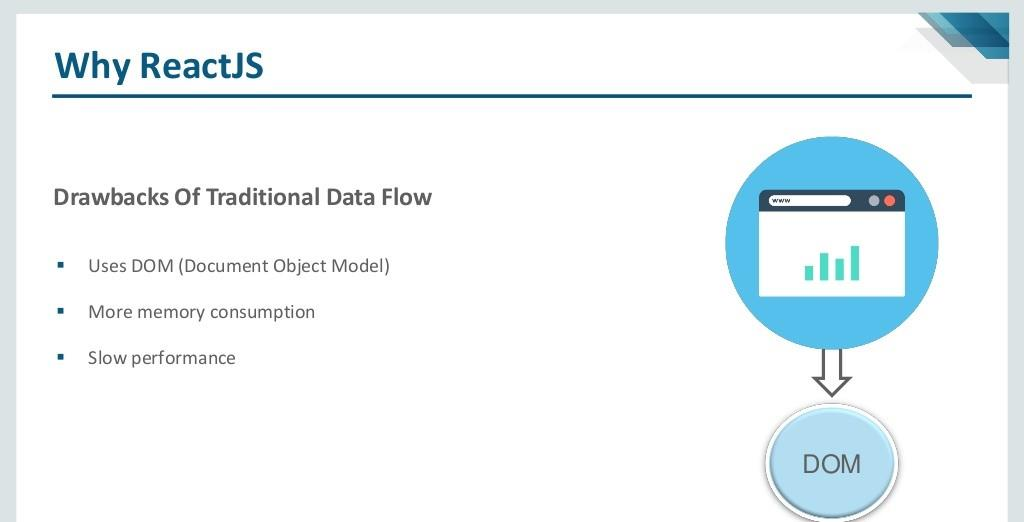 Why ReactJS
Drawbacks Of Traditional Data Flow
▪ Uses DOM (Document Object Model)
▪ More memory consumption
▪ Slow performance
www
DOM